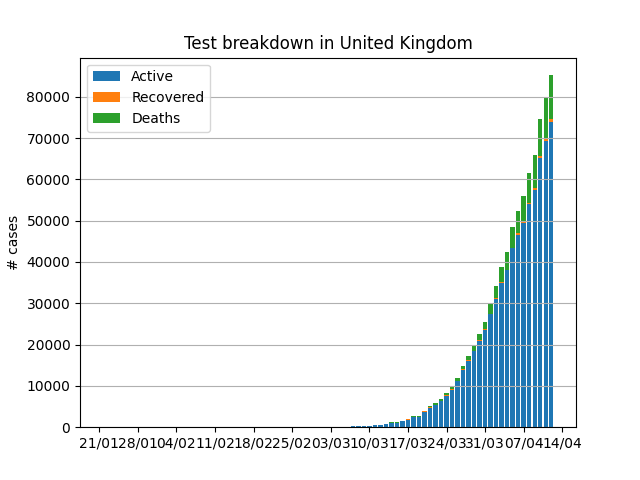 Test breakdown in United Kingdom
Active
Recovered
Deaths
# cases
80000
70000
60000
50000
40000
30000
20000
10000
0
21/01 28/01 04/02 11/02 18/02 25/02 03/03 10/03 17/03 24/03 31/03 07/04 14/04